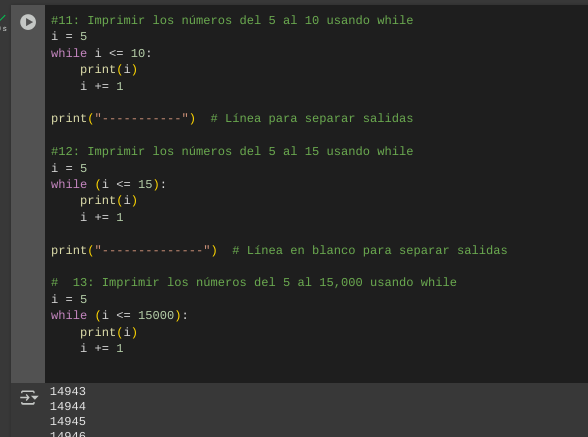 #11: Imprimir los números del 5 al 10 usando while
i = 5
while i <= 10:
    print(i)
    i += 1
print("-----------")  # Línea para separar salidas
#12: Imprimir los números del 5 al 15 usando while
i = 5
while (i <= 15):
    print(i)
    i += 1
print("--------------")  # Línea en blanco para separar salidas
#  13: Imprimir los números del 5 al 15,000 usando while
i = 5
while (i <= 15000):
    print(i)
    i += 1
14943
14944
14945
14946